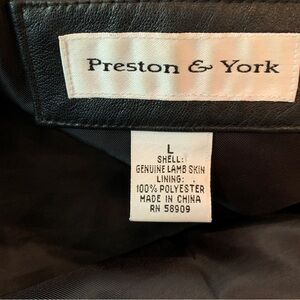 Preston & York
L
SHELL:
GENUINE LAMB SKIN
LINING:
100% POLYESTER
MADE IN CHINA
RN 58909